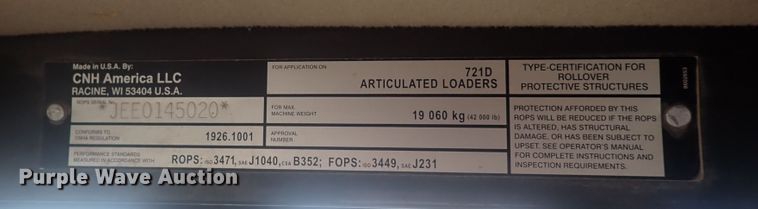 Made in U.S.A. By:
CNH America LLC
RACINE, WI 53404 U.S.A.
FOR APPLICATION ON
721D
ARTICULATED LOADERS
TYPE-CERTIFICATION FOR
ROLLOVER
PROTECTIVE STRUCTURES
ROPS SERIAL No.
*JEE0145020*
FOR MAX.
MACHINE WEIGHT
19 060 kg (42 000 lb)
CONFORMS TO
OSHA REGULATION
1926.1001
APPROVAL
NUMBER
PROTECTION AFFORDED BY THIS
ROPS WILL BE REDUCED IF THE ROPS
IS ALTERED, HAS STRUCTURAL
DAMAGE, OR HAS BEEN SUBJECT TO
UPSET. SEE OPERATOR'S MANUAL
FOR COMPLETE INSTRUCTIONS AND
INSPECTION REQUIREMENTS.
PERFORMANCE STANDARDS
MEASURED IN ACCORDANCE WITH
ROPS: ISO 3471, SAE J1040, CSA B352; FOPS: ISO 3449, SAE J231
Purple Wave Auction